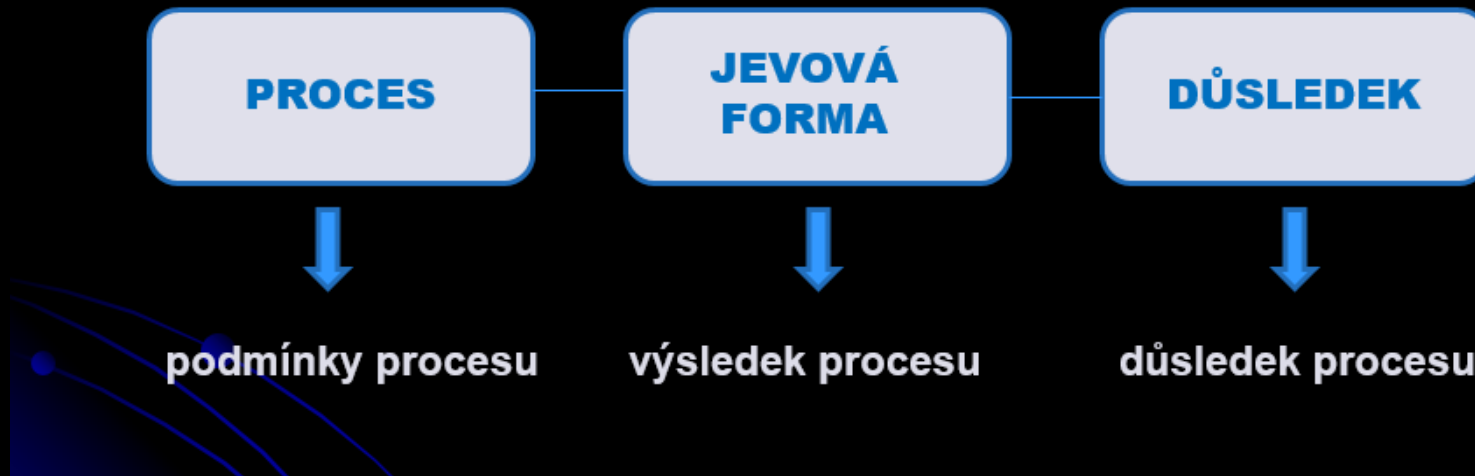 PROCES
JEVOVÁ
FORMA
DŮSLEDEK
podmínky procesu
výsledek procesu
důsledek procesu